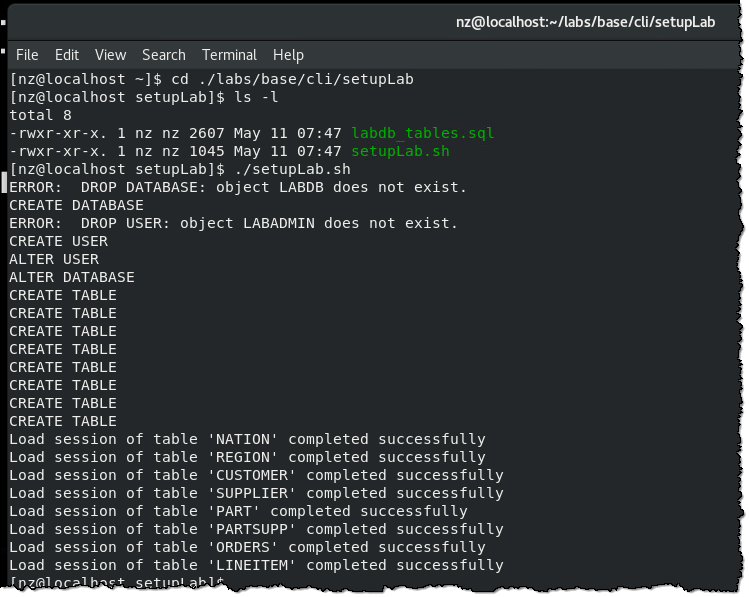 nz@localhost:~/labs/base/cli/setupLab
File Edit View Search Terminal Help
[nz@localhost ~]$ cd ./labs/base/cli/setupLab
[nz@localhost setupLab]$ ls -l
total 8
-rwxr-xr-x. 1 nz nz 2607 May 11 07:47 labdb_tables.sql
-rwxr-xr-x. 1 nz nz 1045 May 11 07:47 setupLab.sh
[nz@localhost setupLab]$ ./setupLab.sh
ERROR:  DROP DATABASE: object LABDB does not exist.
CREATE DATABASE
ERROR:  DROP USER: object LABADMIN does not exist.
CREATE USER
ALTER USER
ALTER DATABASE
CREATE TABLE
CREATE TABLE
CREATE TABLE
CREATE TABLE
CREATE TABLE
CREATE TABLE
CREATE TABLE
CREATE TABLE
Load session of table 'NATION' completed successfully
Load session of table 'REGION' completed successfully
Load session of table 'CUSTOMER' completed successfully
Load session of table 'SUPPLIER' completed successfully
Load session of table 'PART' completed successfully
Load session of table 'PARTSUPP' completed successfully
Load session of table 'ORDERS' completed successfully
Load session of table 'LINEITEM' completed successfully
[nz@localhost setupLab]$